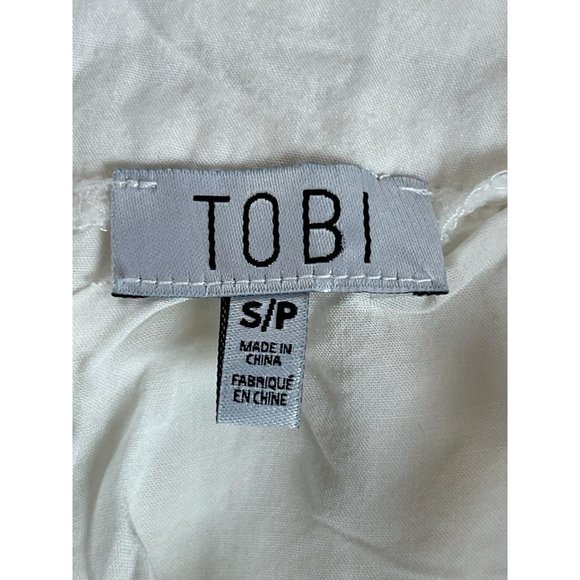 TOBI
S/P
MADE IN
CHINA
FABRIQUÉ
EN CHINE